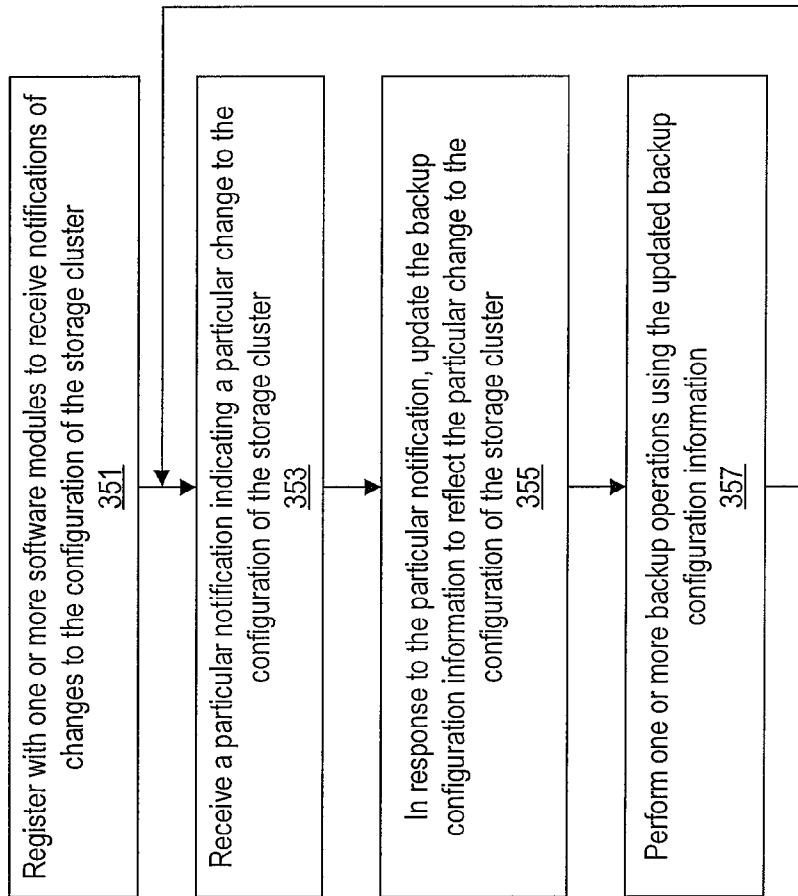 Register with one or more software modules to receive notifications of
changes to the configuration of the storage cluster
351
Receive a particular notification indicating a particular change to the
configuration of the storage cluster
353
In response to the particular notification, update the backup
configuration information to reflect the particular change to the
configuration of the storage cluster
355
Perform one or more backup operations using the updated backup
configuration information
357